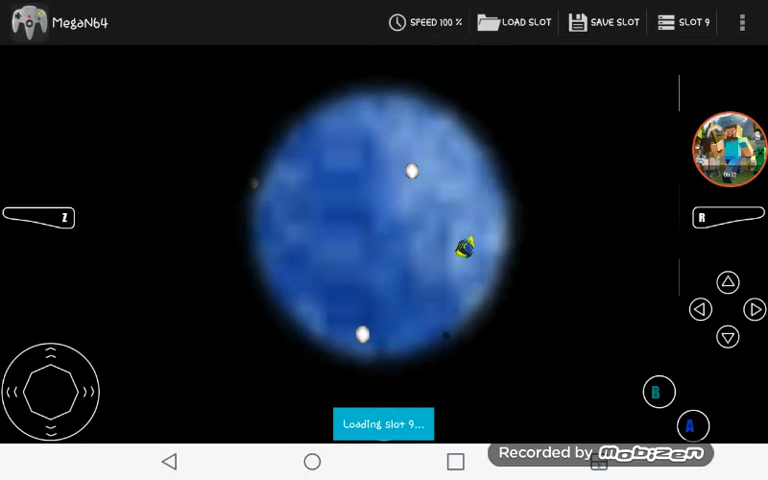 MegaN64
SPEED 100 %
LOAD SLOT
SAVE SLOT
SLOT 9
Z
R
B
A
Loading slot 9...
Recorded by mobizen